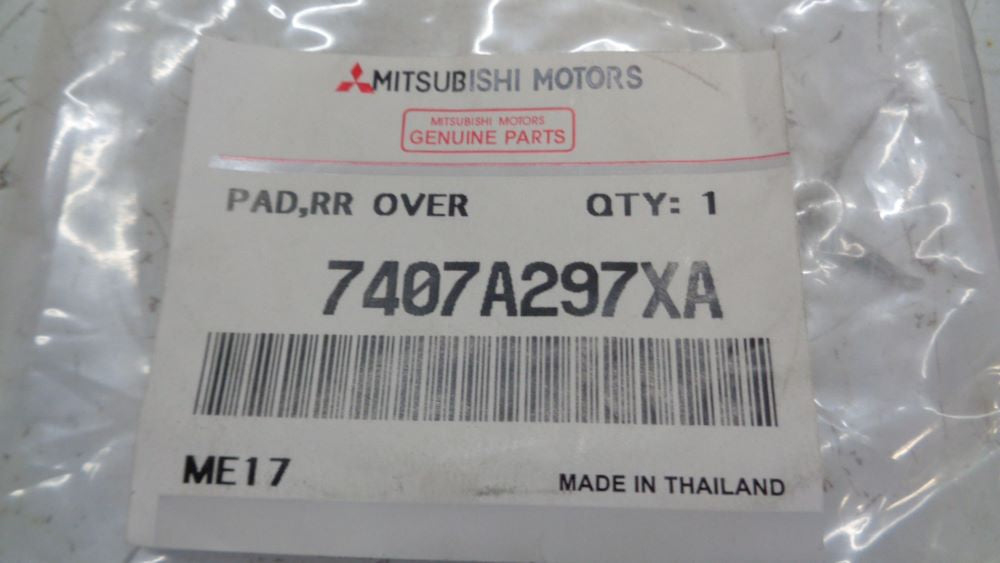 MITSUBISHI MOTORS
MITSUBISHI MOTORS
GENUINE PARTS
PAD,RR OVER QTY: 1
7407A297XA
ME17 MADE IN THAILAND